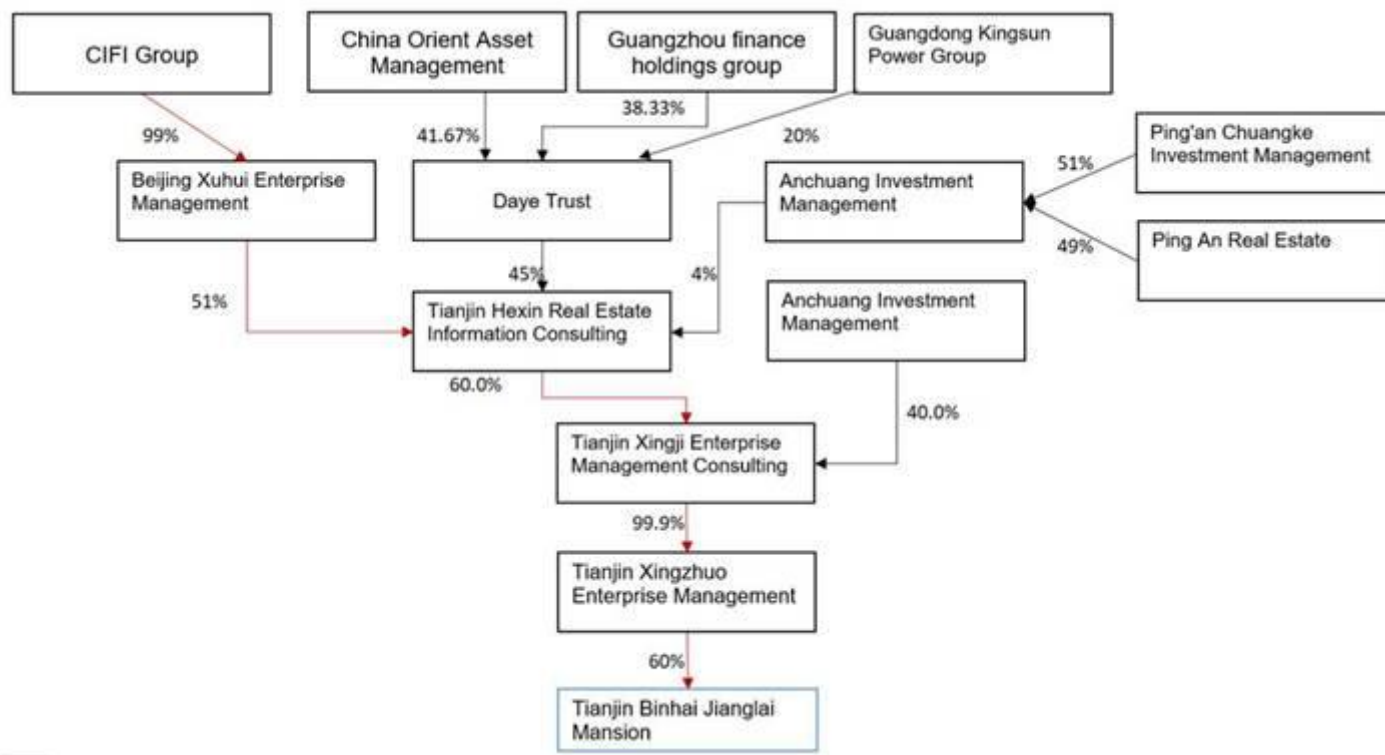 CIFI Group
China Orient Asset
Management
Guangzhou finance
holdings group
Guangdong Kingsun
Power Group
99%
41.67%
38.33%
20%
Beijing Xuhui Enterprise
Management
Daye Trust
Anchuang Investment
Management
51%
Ping'an Chuangke
Investment Management
49%
Ping An Real Estate
51%
45%
4%
Tianjin Hexin Real Estate
Information Consulting
Anchuang Investment
Management
60.0%
40.0%
Tianjin Xingji Enterprise
Management Consulting
99.9%
Tianjin Xingzhuo
Enterprise Management
60%
Tianjin Binhai Jianglai
Mansion